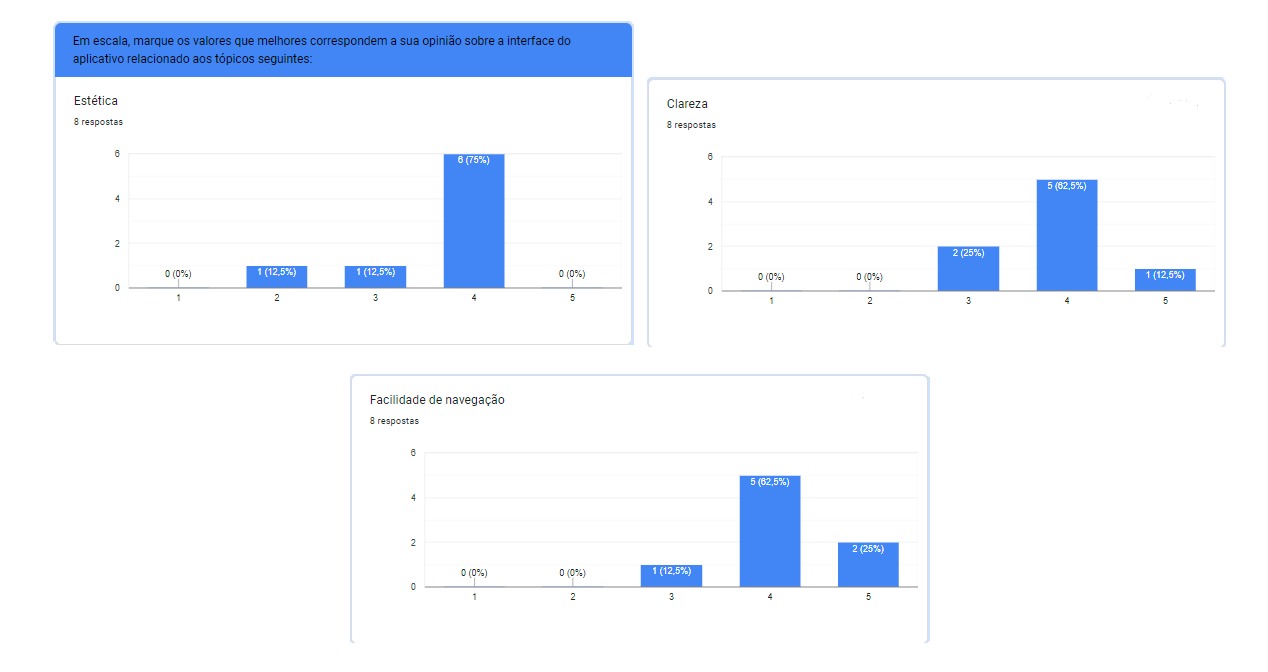 Em escala, marque os valores que melhores correspondem a sua opinião sobre a interface do
aplicativo relacionado aos tópicos seguintes:
Estética
8 respostas
6
4
2
0
0 (0%)
1 (12,5%)
1 (12,5%)
6 (75%)
0 (0%)
1 2 3 4 5
Clareza
8 respostas
6
4
2
0
0 (0%)
0 (0%)
2 (25%)
5 (62,5%)
1 (12,5%)
1 2 3 4 5
Facilidade de navegação
8 respostas
6
4
2
0
0 (0%)
0 (0%)
1 (12,5%)
5 (62,5%)
2 (25%)
1 2 3 4 5